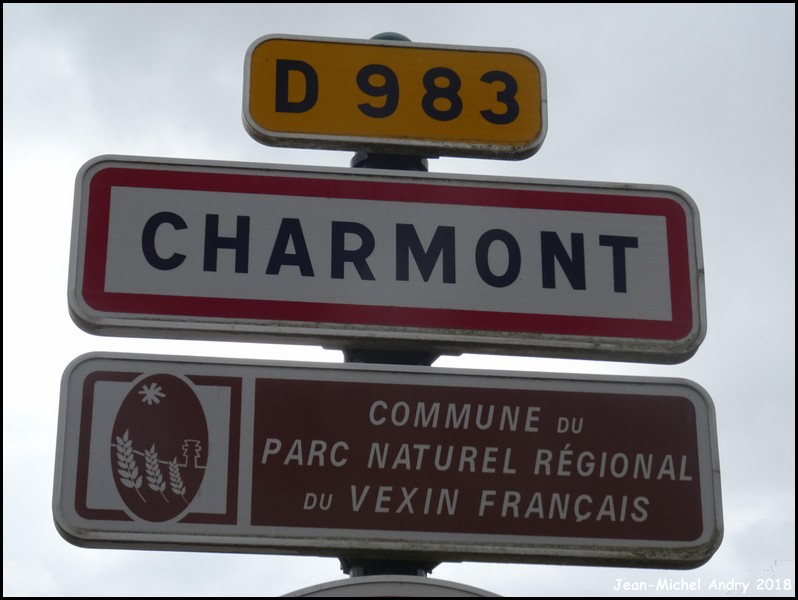 D 983
CHARMONT
COMMUNE DU
PARC NATUREL RÉGIONAL
DU VEXIN FRANÇAIS
Jean-Michel Andry 2018